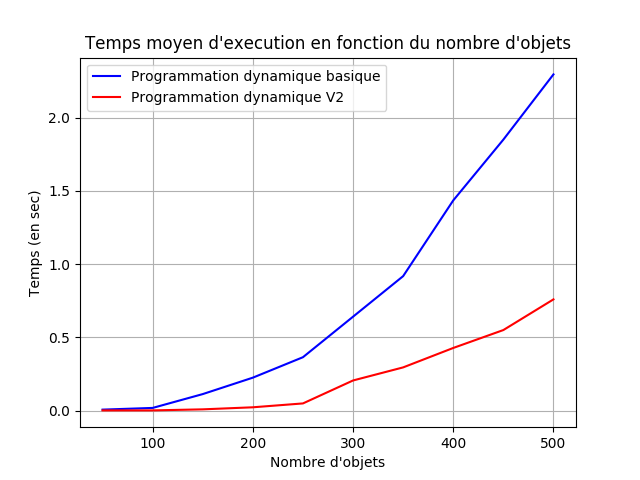 Temps moyen d'execution en fonction du nombre d'objets
Programmation dynamique basique
Programmation dynamique V2
2.0
1.5
1.0
0.5
0.0
Temps (en sec)
100 200 300 400 500
Nombre d'objets